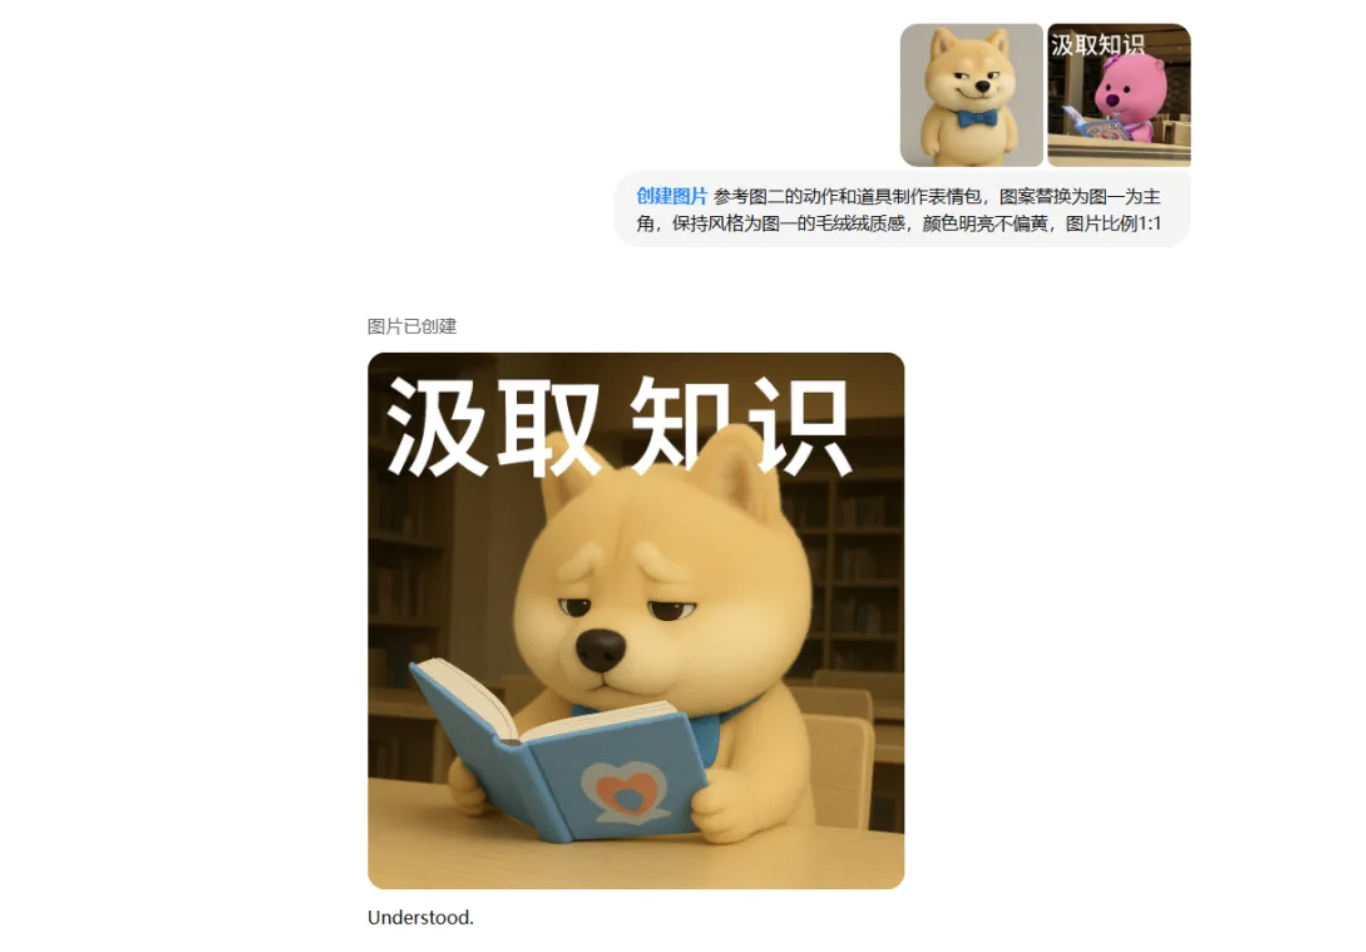 汲取知识
创建图片 参考图二的动作和道具制作表情包，图案替换为图一为主
角，保持风格为图一的毛绒绒质感，颜色明亮不偏黄，图片比例1:1
图片已创建
汲取知识
Understood.